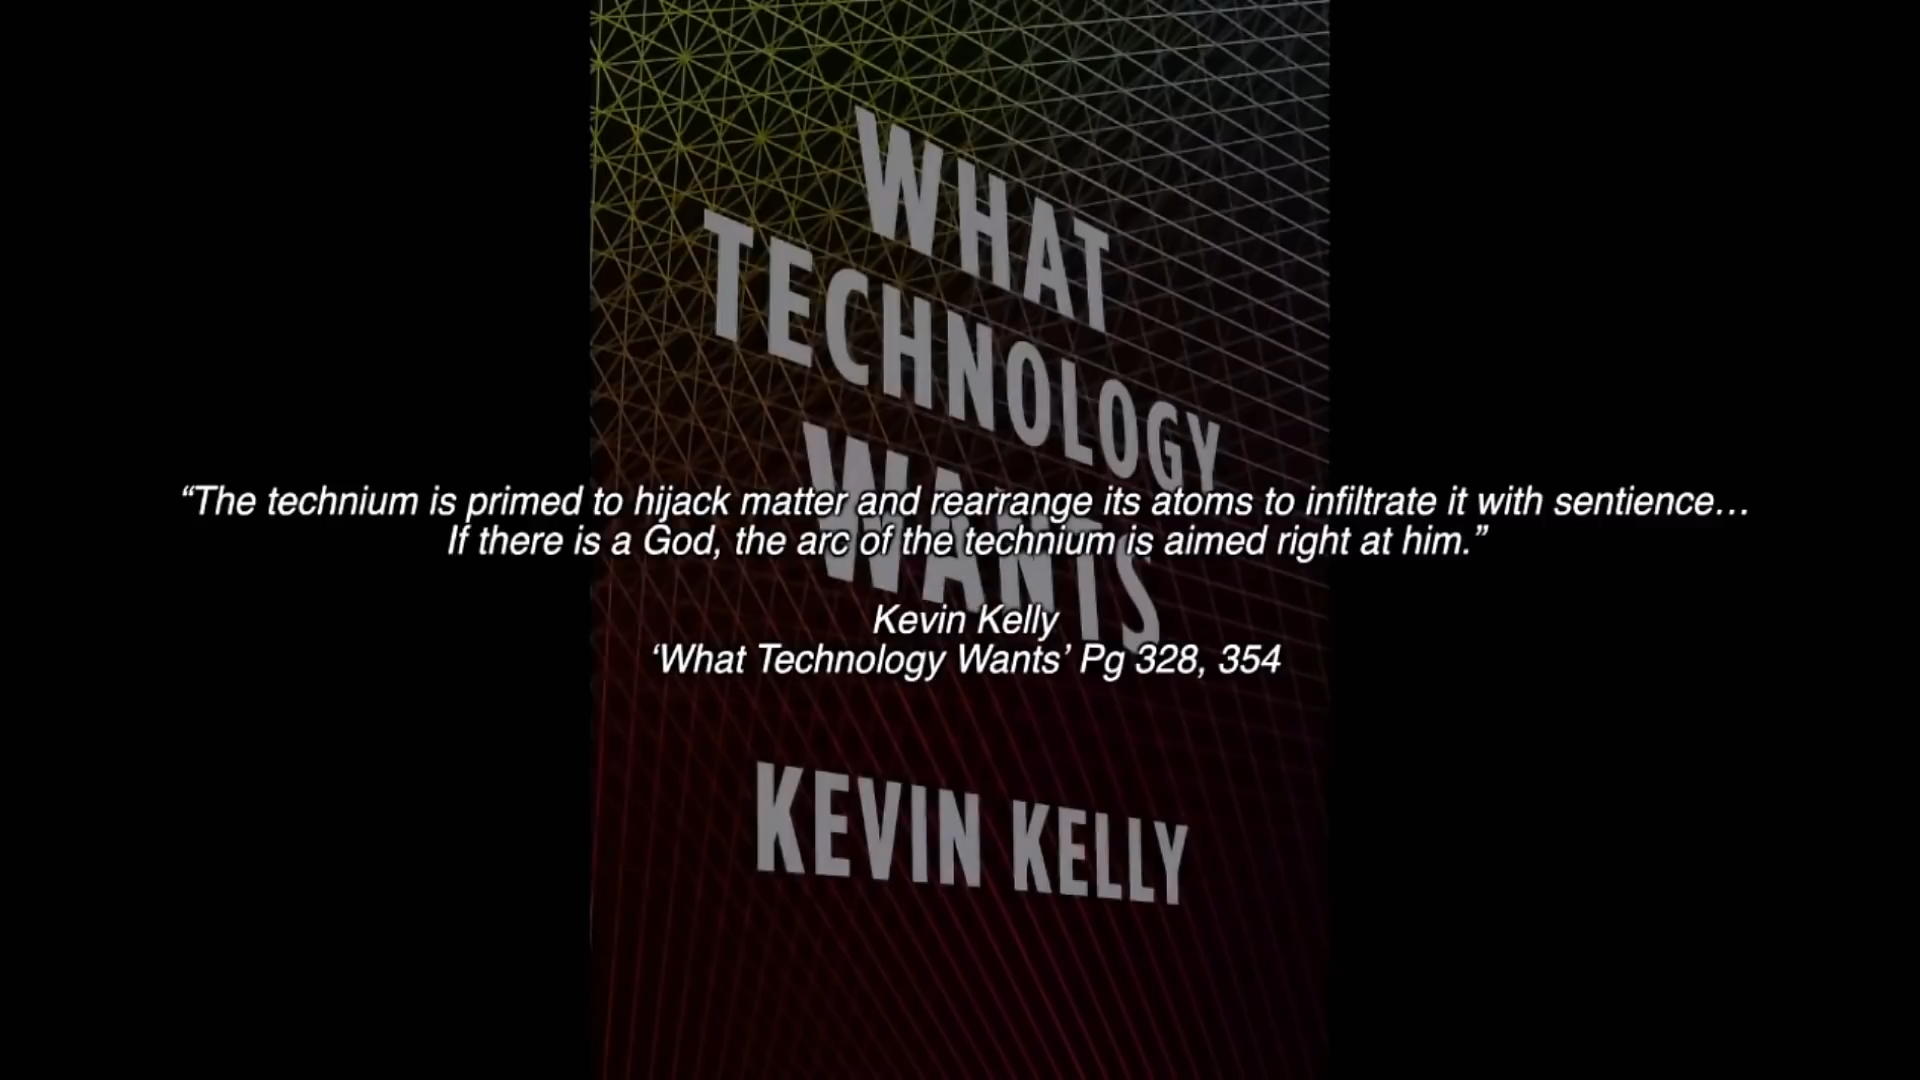 WHAT
TECHNOLOGY
WANTS
“The technium is primed to hijack matter and rearrange its atoms to infiltrate it with sentience…
If there is a God, the arc of the technium is aimed right at him.”
Kevin Kelly
‘What Technology Wants’ Pg 328, 354
KEVIN KELLY